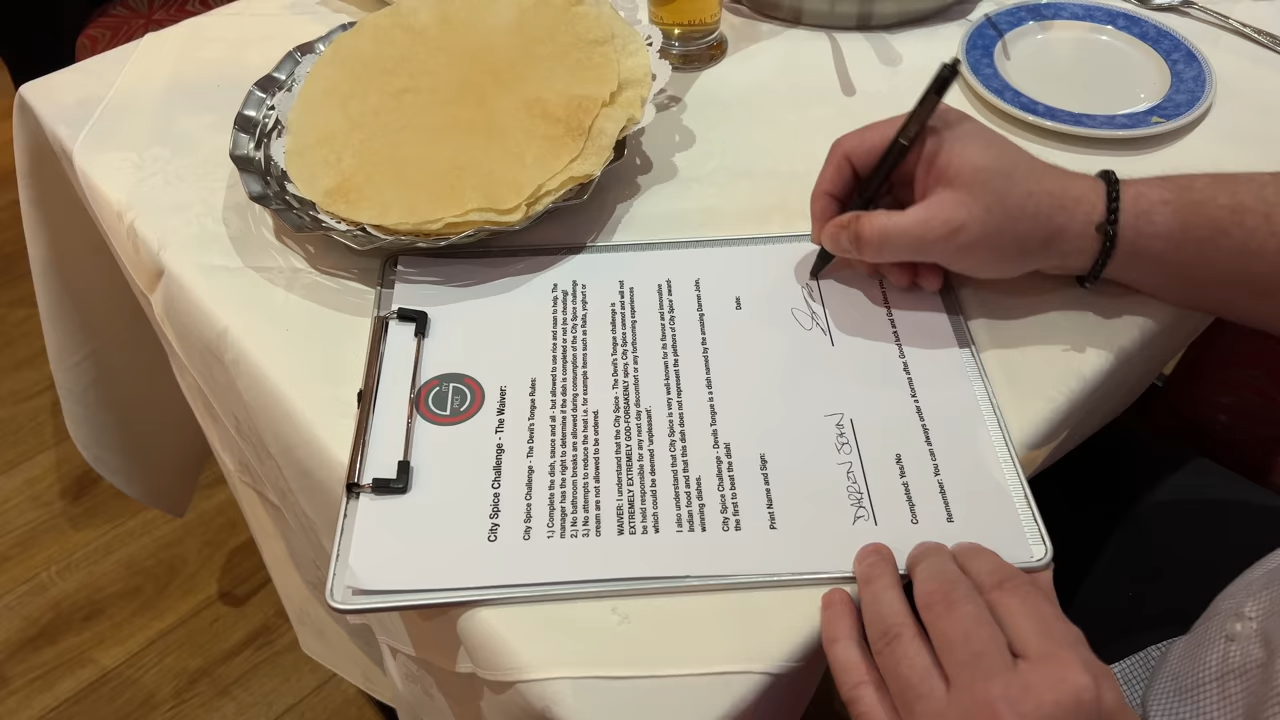 CITY
SPICE
City Spice Challenge - The Waiver:
City Spice Challenge - The Devil's Tongue Rules:
1.) Complete the dish, sauce and all - but allowed to use rice and naan to help. The
manager has the right to determine if the dish is completed or not (no cheating)!
2.) No bathroom breaks are allowed during consumption of the City Spice challenge
3.) No attempts to reduce the heat i.e. for example items such as Raita, yoghurt or
cream are not allowed to be ordered.
WAIVER: I understand that the City Spice - The Devil's Tongue challenge is
EXTREMELY EXTREMELY GOD-FORSAKENLY spicy. City Spice cannot and will not
be held responsible for any next day discomfort or any forthcoming experiences
which could be deemed 'unpleasant'.
I also understand that City Spice is very well-known for its flavour and innovative
Indian food and that this dish does not represent the plethora of City Spice' award-
winning dishes.
City Spice Challenge - Devils Tongue is a dish named by the amazing Darren John,
the first to beat the dish!
Print Name and Sign:
Date:
DARREN JOHN
Completed: Yes/No
Remember: You can always order a Korma after. Good luck and God bless you
REAL